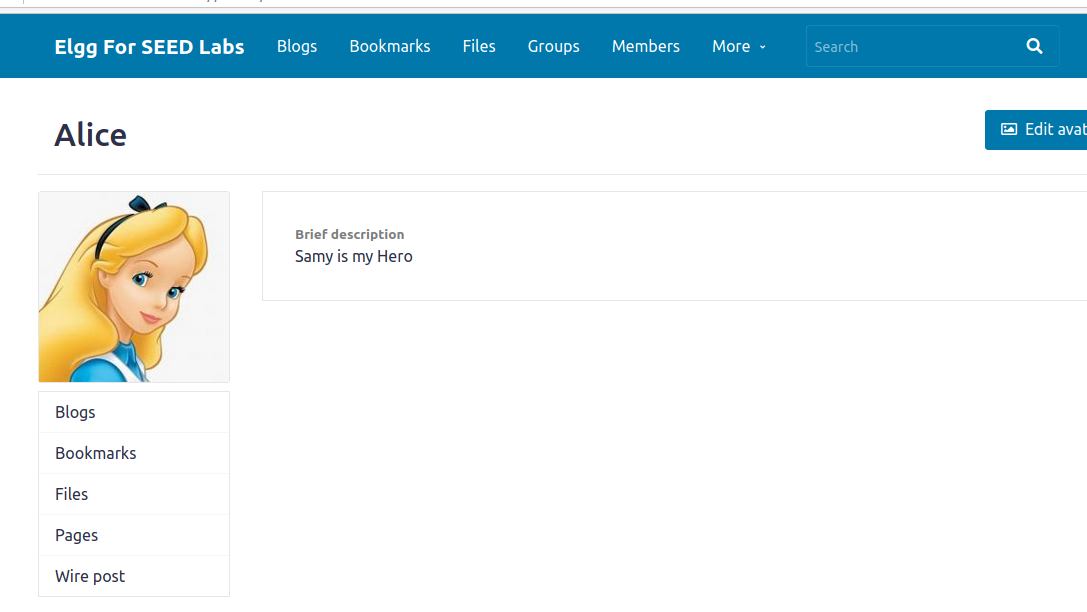 Elgg For SEED Labs Blogs Bookmarks Files Groups Members More Search
Alice
Edit avat
Brief description
Samy is my Hero
Blogs
Bookmarks
Files
Pages
Wire post